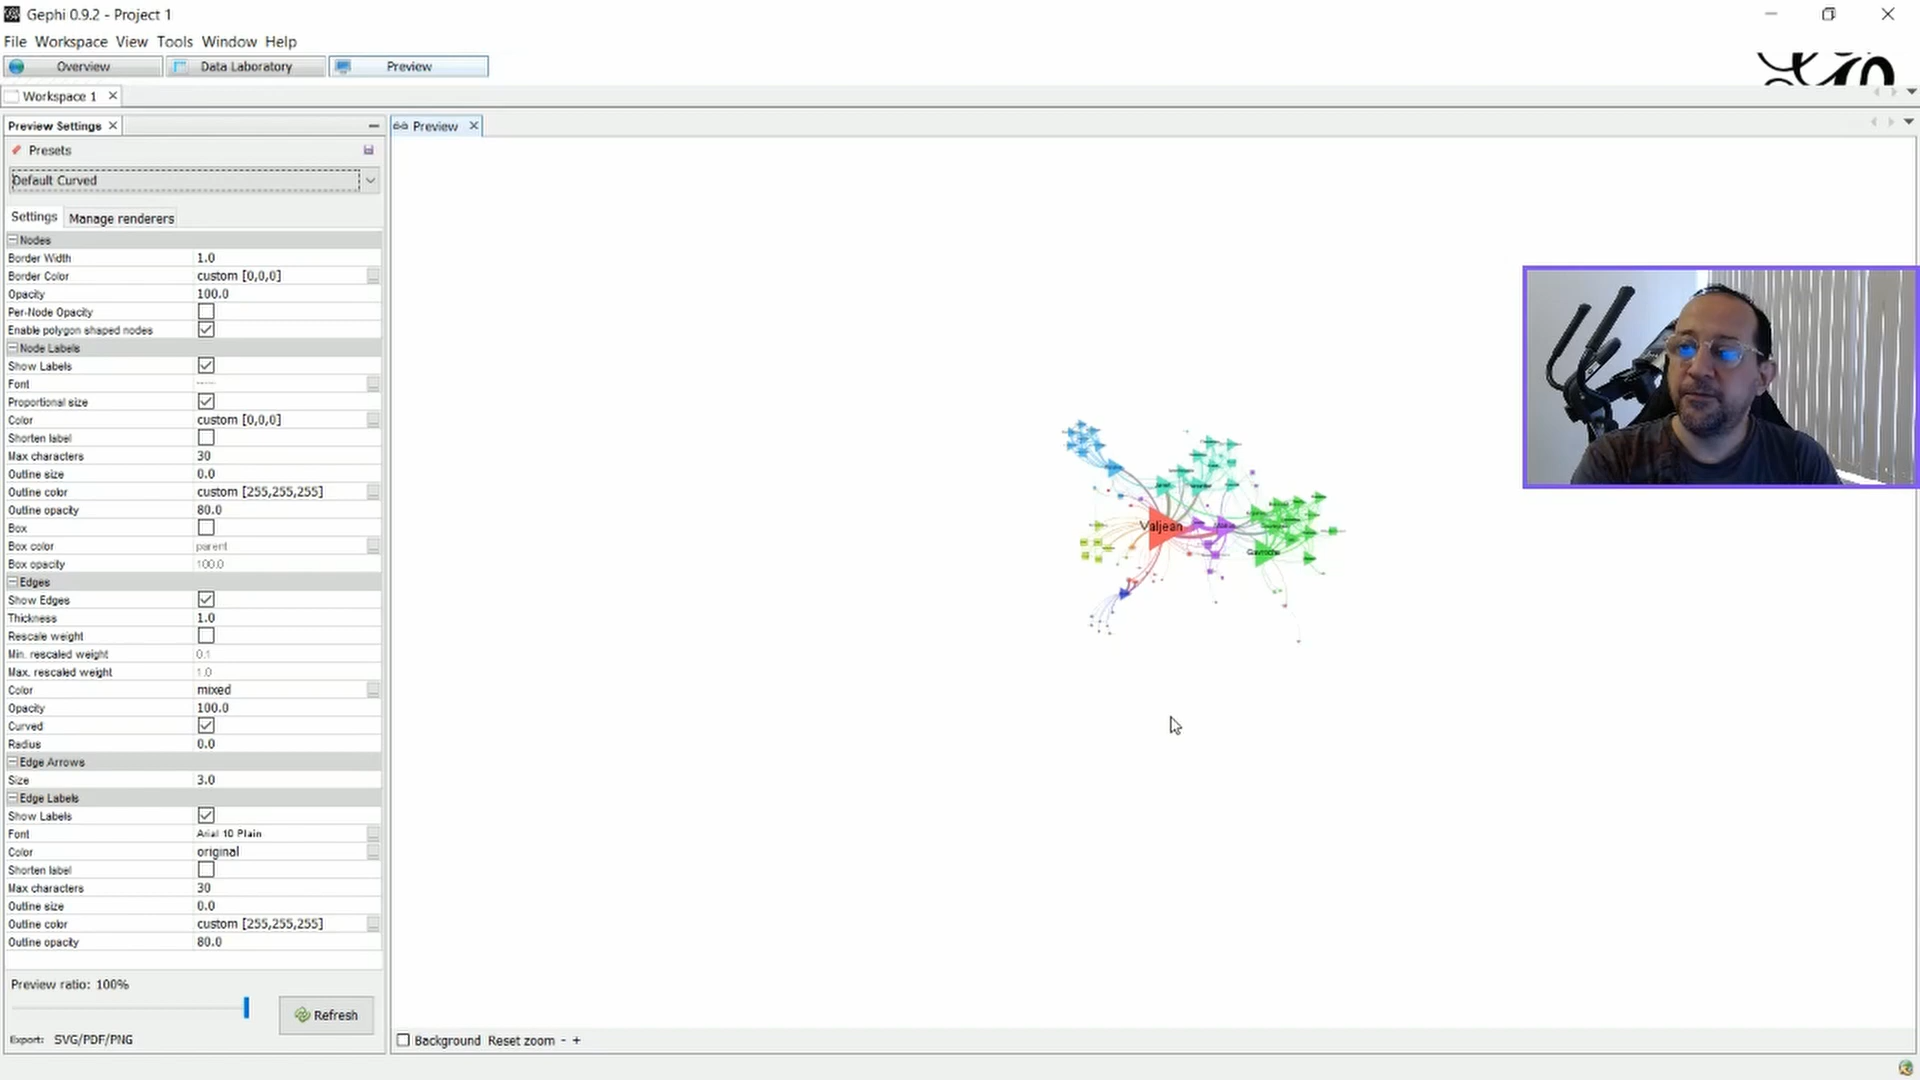 Gephi 0.9.2 - Project 1
File Workspace View Tools Window Help
Overview Data Laboratory Preview
Workspace 1
Preview Settings Preview
Presets
Default Curved
Settings Manage renderers
Nodes
Border Width 1.0
Border Color custom [0,0,0]
Opacity 100.0
Per-Node Opacity
Enable polygon shaped nodes
Node Labels
Show Labels
Font
Proportional size
Color custom [0,0,0]
Shorten label
Max characters 30
Outline size 0.0
Outline color custom [255,255,255]
Outline opacity 80.0
Box
Box color parent
Box opacity 100.0
Edges
Show Edges
Thickness 1.0
Rescale weight
Min. rescaled weight 0.1
Max. rescaled weight 1.0
Color mixed
Opacity 100.0
Curved
Radius 0.0
Edge Arrows
Size 3.0
Edge Labels
Show Labels
Font Arial 10 Plain
Color original
Shorten label
Max characters 30
Outline size 0.0
Outline color custom [255,255,255]
Outline opacity 80.0
Preview ratio: 100%
Refresh
Export: SVG/PDF/PNG
Valjean
Gavroche
Background Reset zoom - +